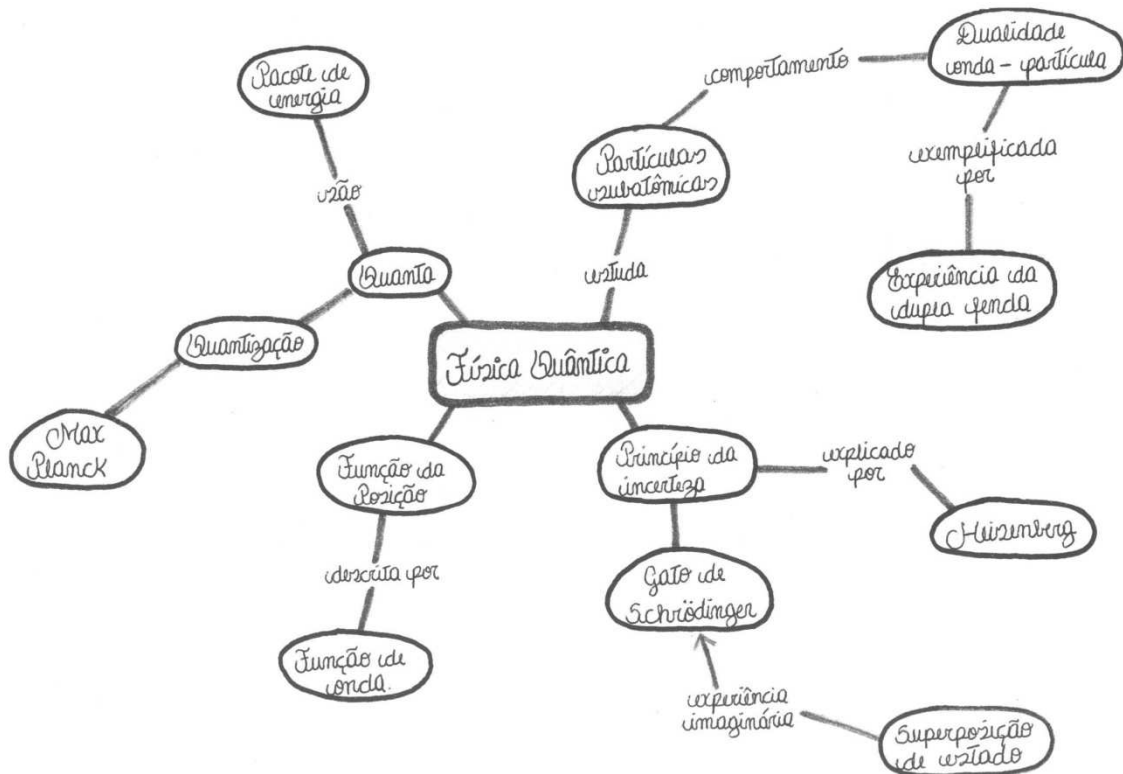 Pacote de
energia
são
Quanta
Quantização
Max
Planck
Física Quântica
estuda
Partículas
subatômicas
comportamento
Dualidade
onda - partícula
exemplificada
por
Experiência da
dupla fenda
Função da
Posição
descrita por
Função de
onda.
Princípio da
incerteza
explicado
por
Heisenberg
Gato de
Schrödinger
experiência
imaginária
Superposição
de estado